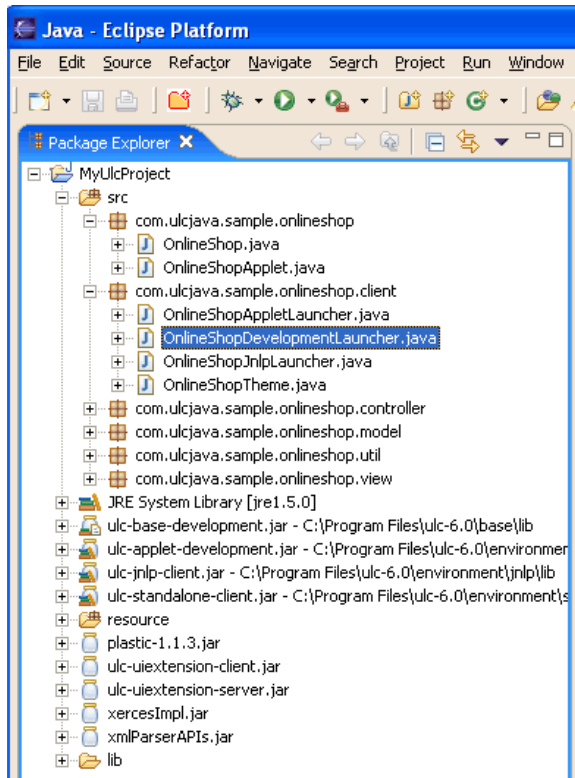 Java - Eclipse Platform
File Edit Source Refactor Navigate Search Project Run Window
Package Explorer
MyUlcProject
src
com.ulcjava.sample.onlineshop
OnlineShop.java
OnlineShopApplet.java
com.ulcjava.sample.onlineshop.client
OnlineShopAppletLauncher.java
OnlineShopDevelopmentLauncher.java
OnlineShopJnlpLauncher.java
OnlineShopTheme.java
com.ulcjava.sample.onlineshop.controller
com.ulcjava.sample.onlineshop.model
com.ulcjava.sample.onlineshop.util
com.ulcjava.sample.onlineshop.view
JRE System Library [jre1.5.0]
ulc-base-development.jar - C:\Program Files\ulc-6.0\base\lib
ulc-applet-development.jar - C:\Program Files\ulc-6.0\environmen
ulc-jnlp-client.jar - C:\Program Files\ulc-6.0\environment\jnlp\lib
ulc-standalone-client.jar - C:\Program Files\ulc-6.0\environment\s
resource
plastic-1.1.3.jar
ulc-uiextension-client.jar
ulc-uiextension-server.jar
xercesImpl.jar
xmlParserAPIs.jar
lib